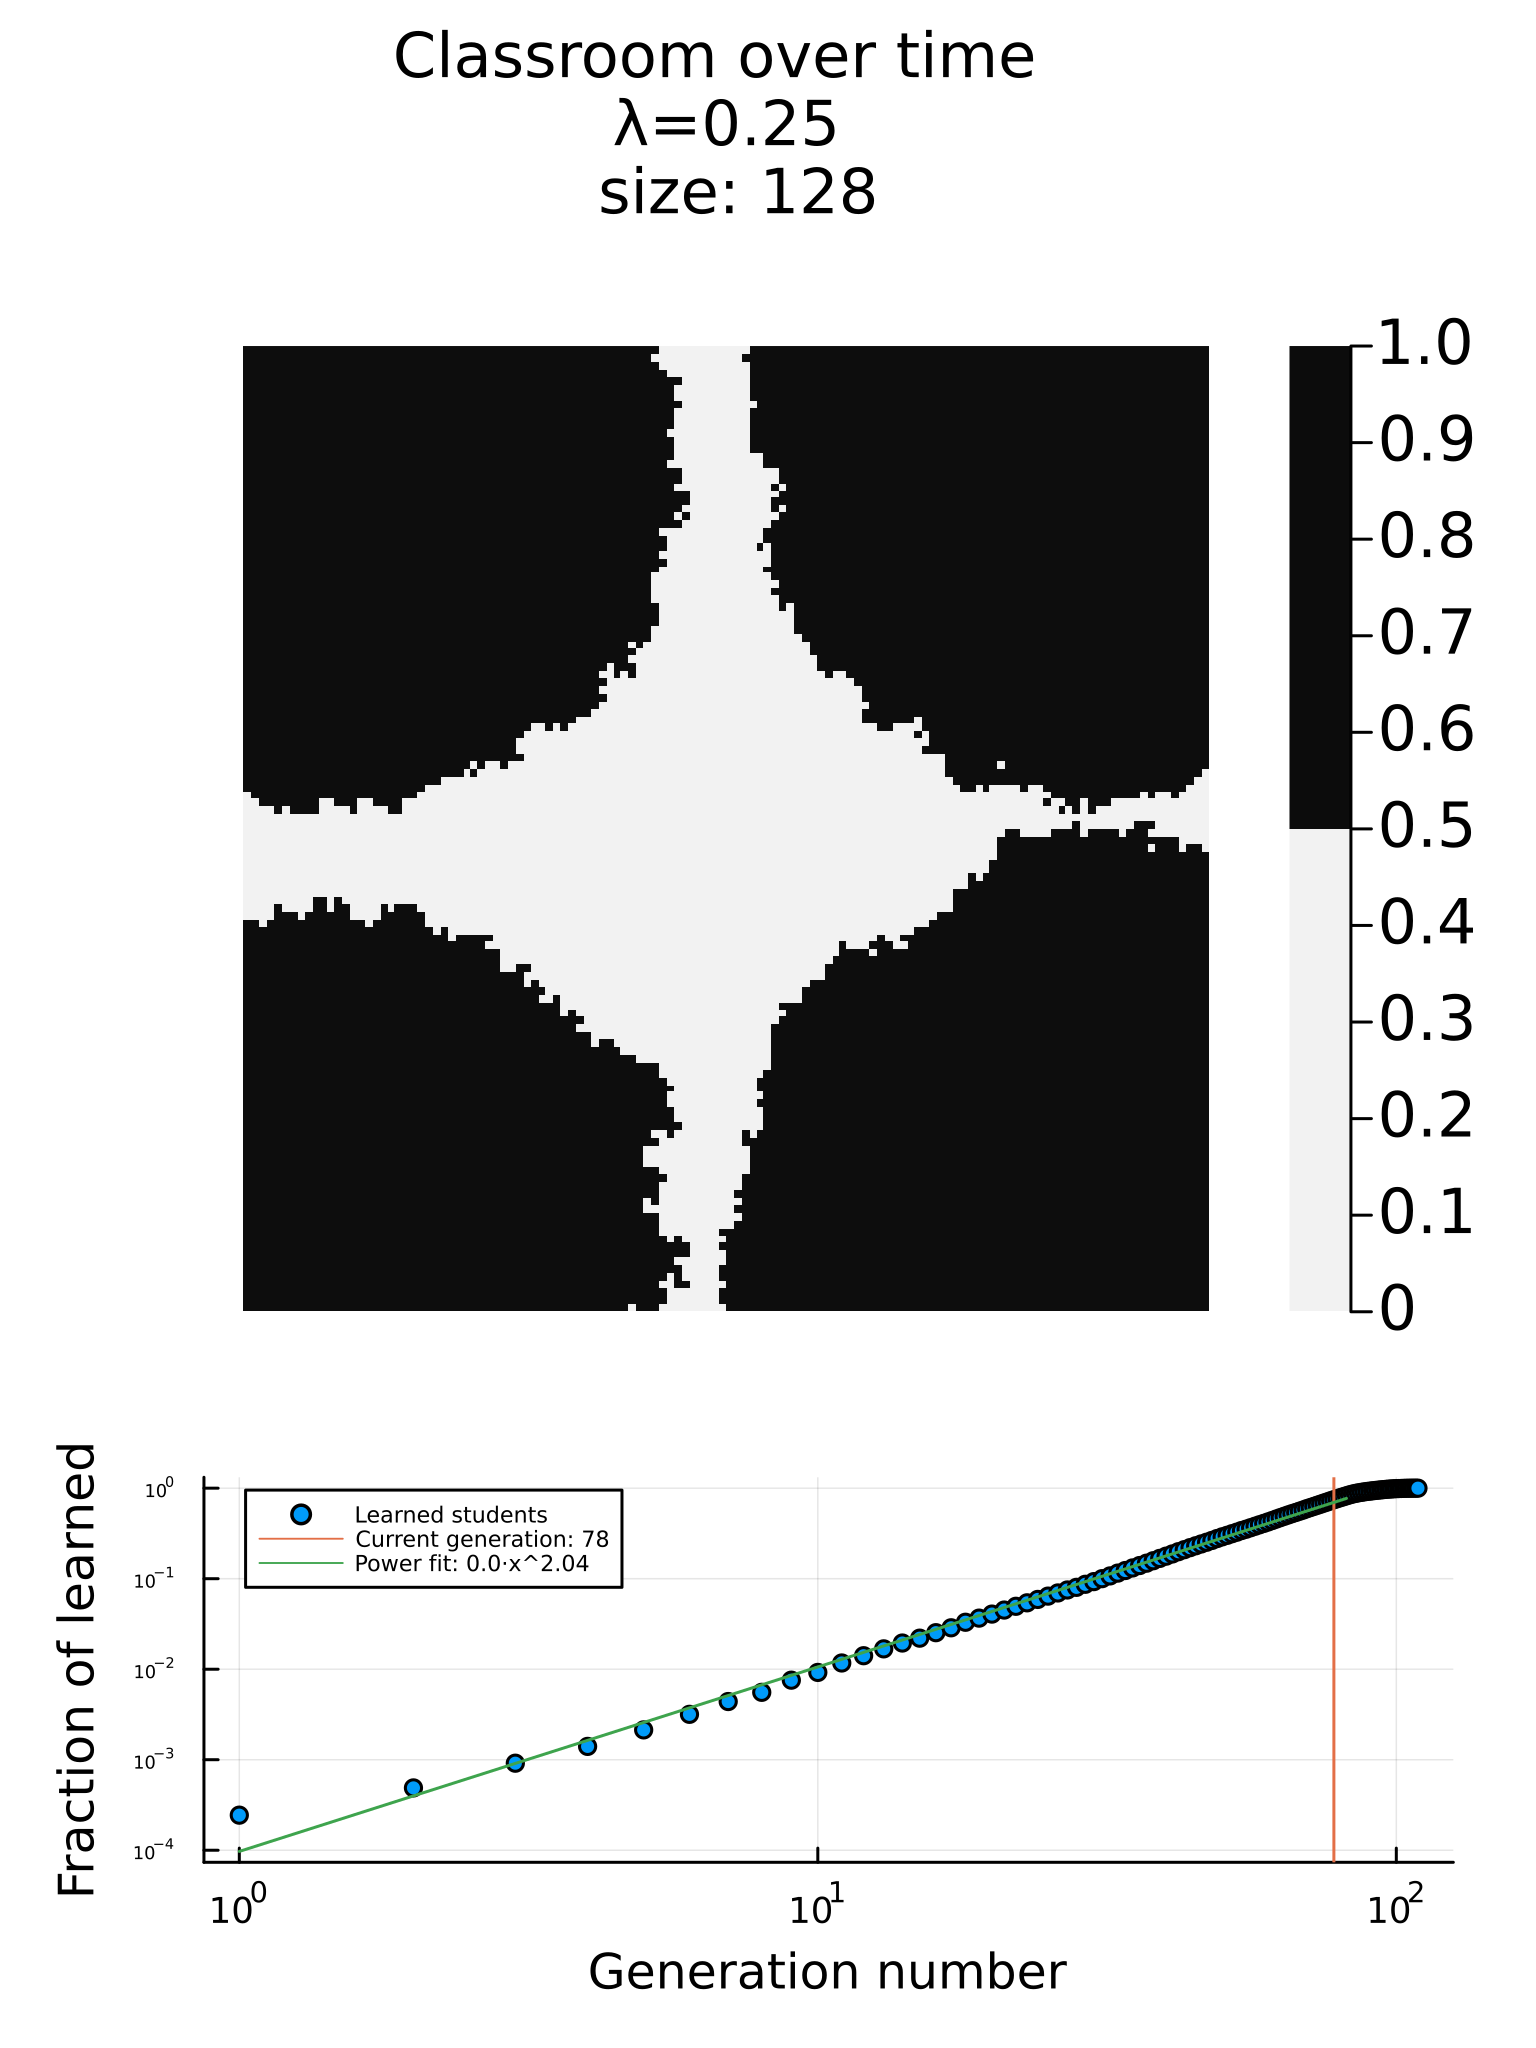 Classroom over time
λ=0.25
size: 128
1.0
0.9
0.8
0.7
0.6
0.5
0.4
0.3
0.2
0.1
0
Fraction of learned
10^0
10^-1
10^-2
10^-3
10^-4
Learned students
Current generation: 78
Power fit: 0.0·x^2.04
10^0
10^1
10^2
Generation number